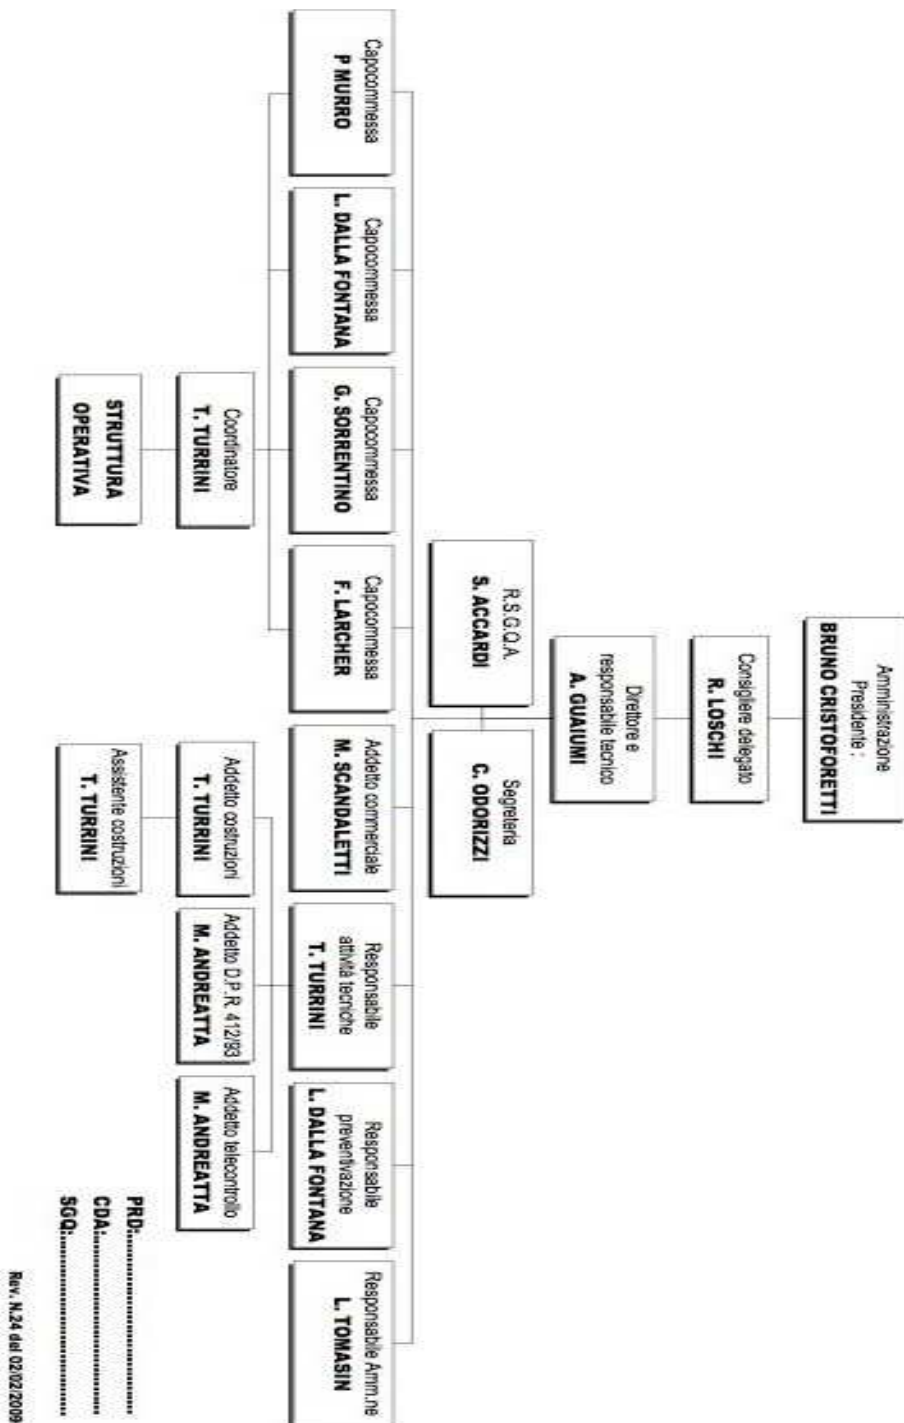 Amministrazione
Presidente :
BRUNO CRISTOFORETTI
Consigliere delegato
R. LOSCHI
Direttore e
responsabile tecnico
A. GUAIUMI
R.S.G.Q.A.
S. ACCARDI
Segreteria
C. ODORIZZI
Capocommessa
P MURRO
Capocommessa
L. DALLA FONTANA
Capocommessa
G. SORRENTINO
Capocommessa
F. LARCHER
Addetto commerciale
M. SCANDALETTI
Responsabile
attività tecniche
T. TURRINI
Responsabile
preventivazione
L. DALLA FONTANA
Responsabile Amm.ne
L. TOMASIN
Coordinatore
T. TURRINI
Addetto costruzioni
T. TURRINI
Addetto D.P.R. 412/93
M. ANDREATTA
Addetto telecontrollo
M. ANDREATTA
STRUTTURA
OPERATIVA
Assistente costruzioni
T. TURRINI
PRD:................................
CDA:................................
SGQ:................................
Rev. N.24 del 02/02/2009